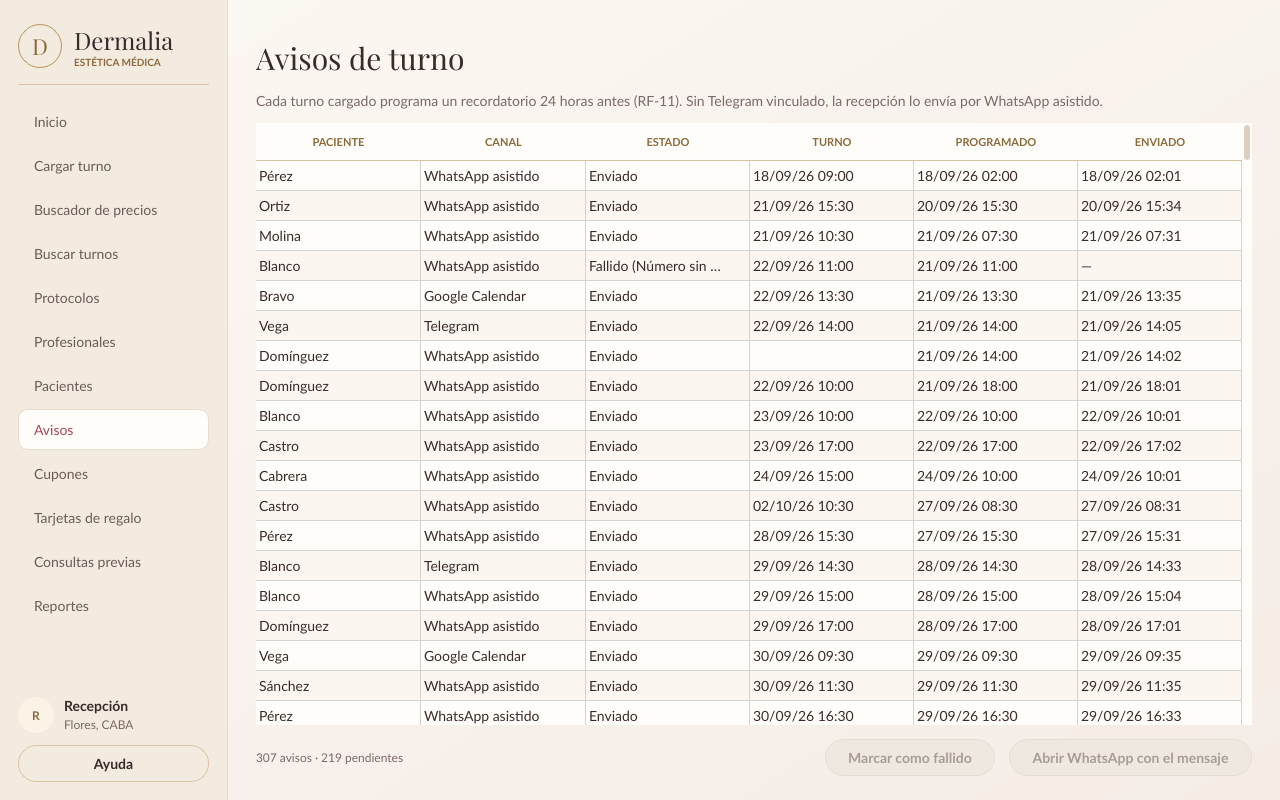 D
Dermalia
ESTÉTICA MÉDICA
Inicio
Cargar turno
Buscador de precios
Buscar turnos
Protocolos
Profesionales
Pacientes
Avisos
Cupones
Tarjetas de regalo
Consultas previas
Reportes
R
Recepción
Flores, CABA
Ayuda
Avisos de turno
Cada turno cargado programa un recordatorio 24 horas antes (RF-11). Sin Telegram vinculado, la recepción lo envía por WhatsApp asistido.
PACIENTE CANAL ESTADO TURNO PROGRAMADO ENVIADO
Pérez WhatsApp asistido Enviado 18/09/26 09:00 18/09/26 02:00 18/09/26 02:01
Ortiz WhatsApp asistido Enviado 21/09/26 15:30 20/09/26 15:30 20/09/26 15:34
Molina WhatsApp asistido Enviado 21/09/26 10:30 21/09/26 07:30 21/09/26 07:31
Blanco WhatsApp asistido Fallido (Número sin ... 22/09/26 11:00 21/09/26 11:00 —
Bravo Google Calendar Enviado 22/09/26 13:30 21/09/26 13:30 21/09/26 13:35
Vega Telegram Enviado 22/09/26 14:00 21/09/26 14:00 21/09/26 14:05
Domínguez WhatsApp asistido Enviado 21/09/26 14:00 21/09/26 14:02
Domínguez WhatsApp asistido Enviado 22/09/26 10:00 21/09/26 18:00 21/09/26 18:01
Blanco WhatsApp asistido Enviado 23/09/26 10:00 22/09/26 10:00 22/09/26 10:01
Castro WhatsApp asistido Enviado 23/09/26 17:00 22/09/26 17:00 22/09/26 17:02
Cabrera WhatsApp asistido Enviado 24/09/26 15:00 24/09/26 10:00 24/09/26 10:01
Castro WhatsApp asistido Enviado 02/10/26 10:30 27/09/26 08:30 27/09/26 08:31
Pérez WhatsApp asistido Enviado 28/09/26 15:30 27/09/26 15:30 27/09/26 15:31
Blanco Telegram Enviado 29/09/26 14:30 28/09/26 14:30 28/09/26 14:33
Blanco WhatsApp asistido Enviado 29/09/26 15:00 28/09/26 15:00 28/09/26 15:04
Domínguez WhatsApp asistido Enviado 29/09/26 17:00 28/09/26 17:00 28/09/26 17:01
Vega Google Calendar Enviado 30/09/26 09:30 29/09/26 09:30 29/09/26 09:35
Sánchez WhatsApp asistido Enviado 30/09/26 11:30 29/09/26 11:30 29/09/26 11:35
Pérez WhatsApp asistido Enviado 30/09/26 16:30 29/09/26 16:30 29/09/26 16:33
307 avisos · 219 pendientes
Marcar como fallido
Abrir WhatsApp con el mensaje